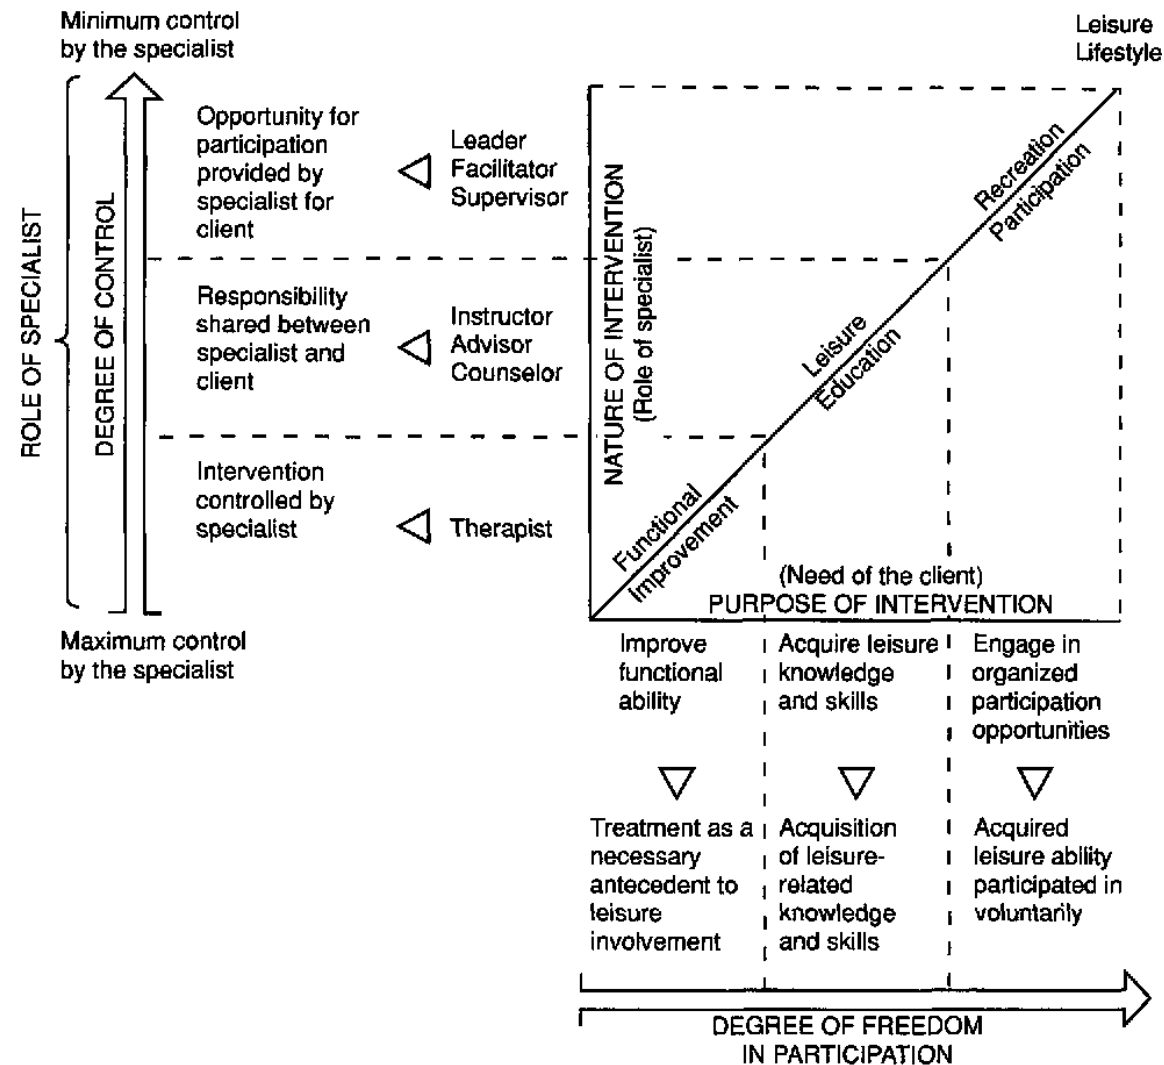 Minimum control
by the specialist
Leisure
Lifestyle
ROLE OF SPECIALIST
DEGREE OF CONTROL
Opportunity for
participation
provided by
specialist for
client
Leader
Facilitator
Supervisor
Responsibility
shared between
specialist and
client
Instructor
Advisor
Counselor
Intervention
controlled by
specialist
Therapist
Maximum control
by the specialist
NATURE OF INTERVENTION
(Role of specialist)
Recreation
Participation
Leisure
Education
Functional
Improvement
(Need of the client)
PURPOSE OF INTERVENTION
Improve
functional
ability
Acquire leisure
knowledge
and skills
Engage in
organized
participation
opportunities
Treatment as a
necessary
antecedent to
leisure
involvement
Acquisition
of leisure-
related
knowledge
and skills
Acquired
leisure ability
participated in
voluntarily
DEGREE OF FREEDOM
IN PARTICIPATION